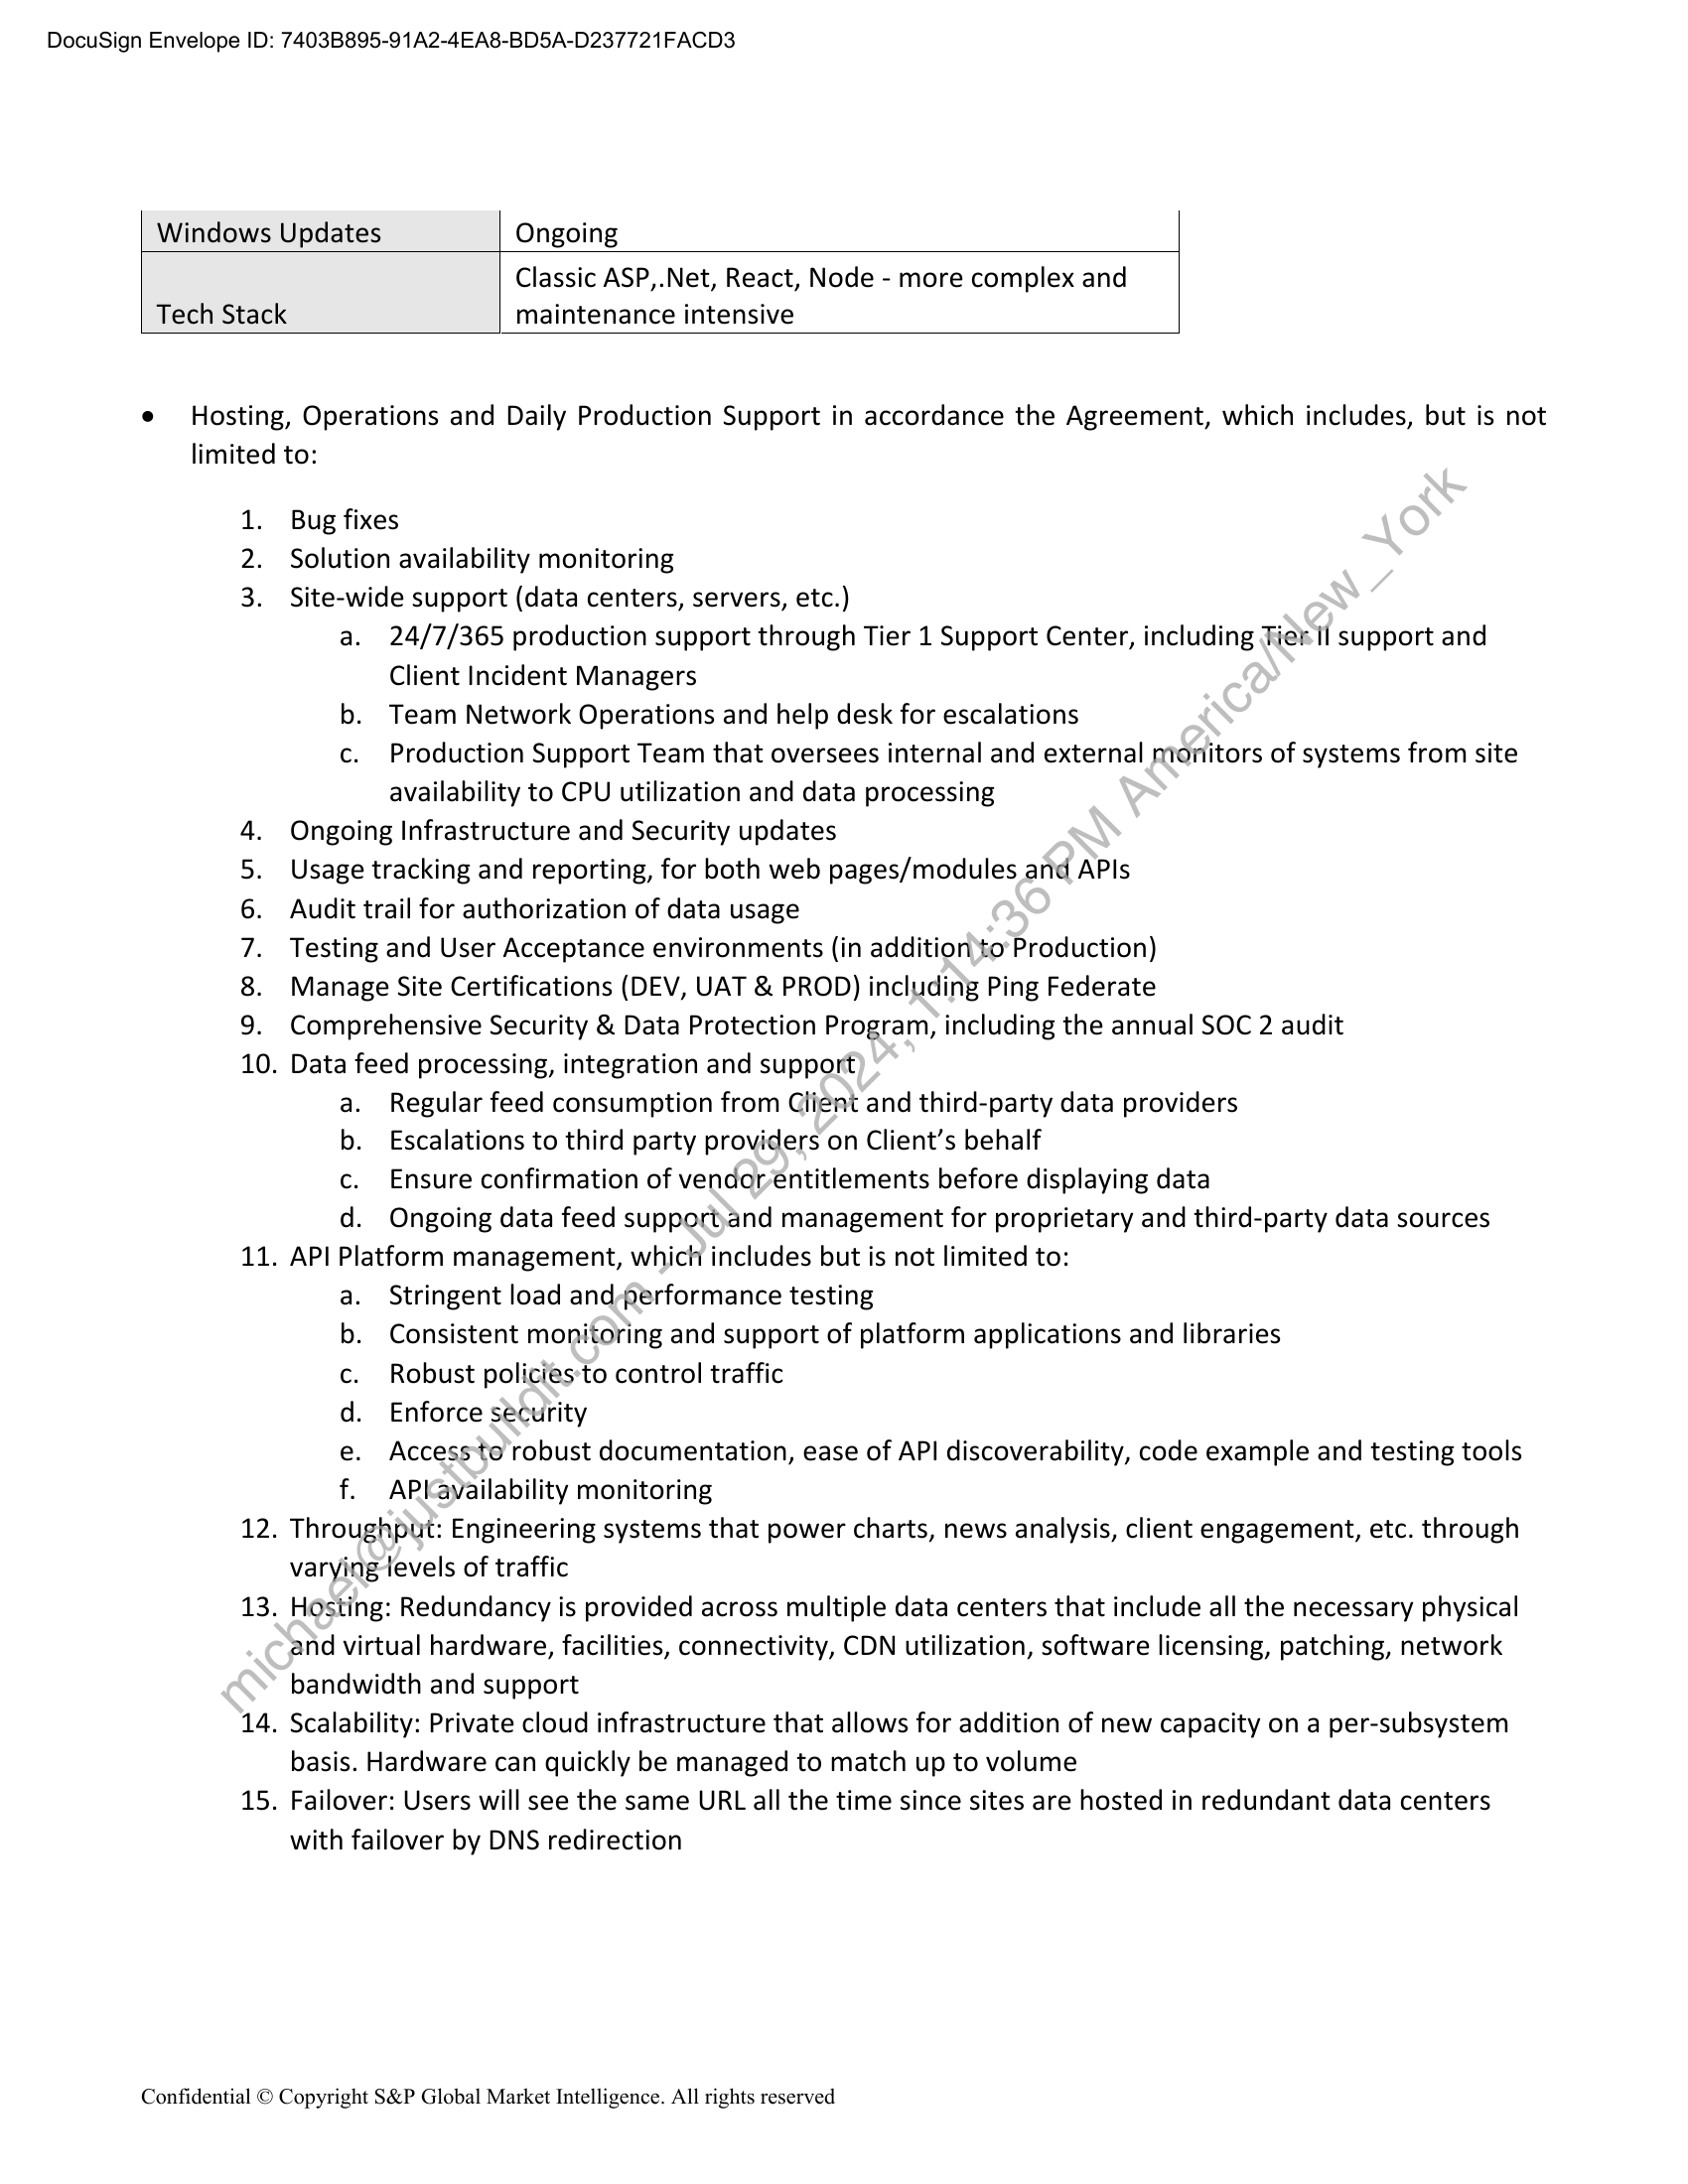 DocuSign Envelope ID: 7403B895-91A2-4EA8-BD5A-D237721FACD3
Windows Updates Ongoing
Classic ASP,.Net, React, Node - more complex and
Tech Stack maintenance intensive
• Hosting, Operations and Daily Production Support in accordance the Agreement, which includes, but is not
limited to:
1. Bug fixes
2. Solution availability monitoring
3. Site-wide support (data centers, servers, etc.)
a. 24/7/365 production support through Tier 1 Support Center, including Tier II support and
Client Incident Managers
b. Team Network Operations and help desk for escalations
c. Production Support Team that oversees internal and external monitors of systems from site
availability to CPU utilization and data processing
4. Ongoing Infrastructure and Security updates
5. Usage tracking and reporting, for both web pages/modules and APIs
6. Audit trail for authorization of data usage
7. Testing and User Acceptance environments (in addition to Production)
8. Manage Site Certifications (DEV, UAT & PROD) including Ping Federate
9. Comprehensive Security & Data Protection Program, including the annual SOC 2 audit
10. Data feed processing, integration and support
a. Regular feed consumption from Client and third-party data providers
b. Escalations to third party providers on Client’s behalf
c. Ensure confirmation of vendor entitlements before displaying data
d. Ongoing data feed support and management for proprietary and third-party data sources
11. API Platform management, which includes but is not limited to:
a. Stringent load and performance testing
b. Consistent monitoring and support of platform applications and libraries
c. Robust policies to control traffic
d. Enforce security
e. Access to robust documentation, ease of API discoverability, code example and testing tools
f. API availability monitoring
12. Throughput: Engineering systems that power charts, news analysis, client engagement, etc. through
varying levels of traffic
13. Hosting: Redundancy is provided across multiple data centers that include all the necessary physical
and virtual hardware, facilities, connectivity, CDN utilization, software licensing, patching, network
bandwidth and support
14. Scalability: Private cloud infrastructure that allows for addition of new capacity on a per-subsystem
basis. Hardware can quickly be managed to match up to volume
15. Failover: Users will see the same URL all the time since sites are hosted in redundant data centers
with failover by DNS redirection
michael@justbuildit.com - Jul 29, 2024, 1:14:36 PM America/New_York
Confidential © Copyright S&P Global Market Intelligence. All rights reserved